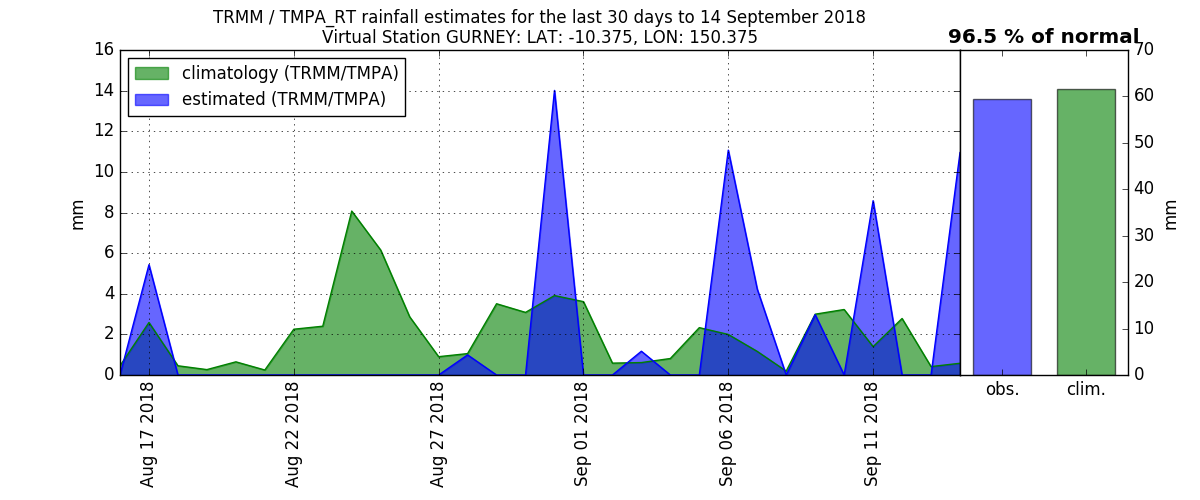 TRMM / TMPA_RT rainfall estimates for the last 30 days to 14 September 2018
Virtual Station GURNEY: LAT: -10.375, LON: 150.375
96.5 % of normal
climatology (TRMM/TMPA)
estimated (TRMM/TMPA)
mm
16
14
12
10
8
6
4
2
0
Aug 17 2018
Aug 22 2018
Aug 27 2018
Sep 01 2018
Sep 06 2018
Sep 11 2018
obs.
clim.
70
60
50
40
30
20
10
0
mm